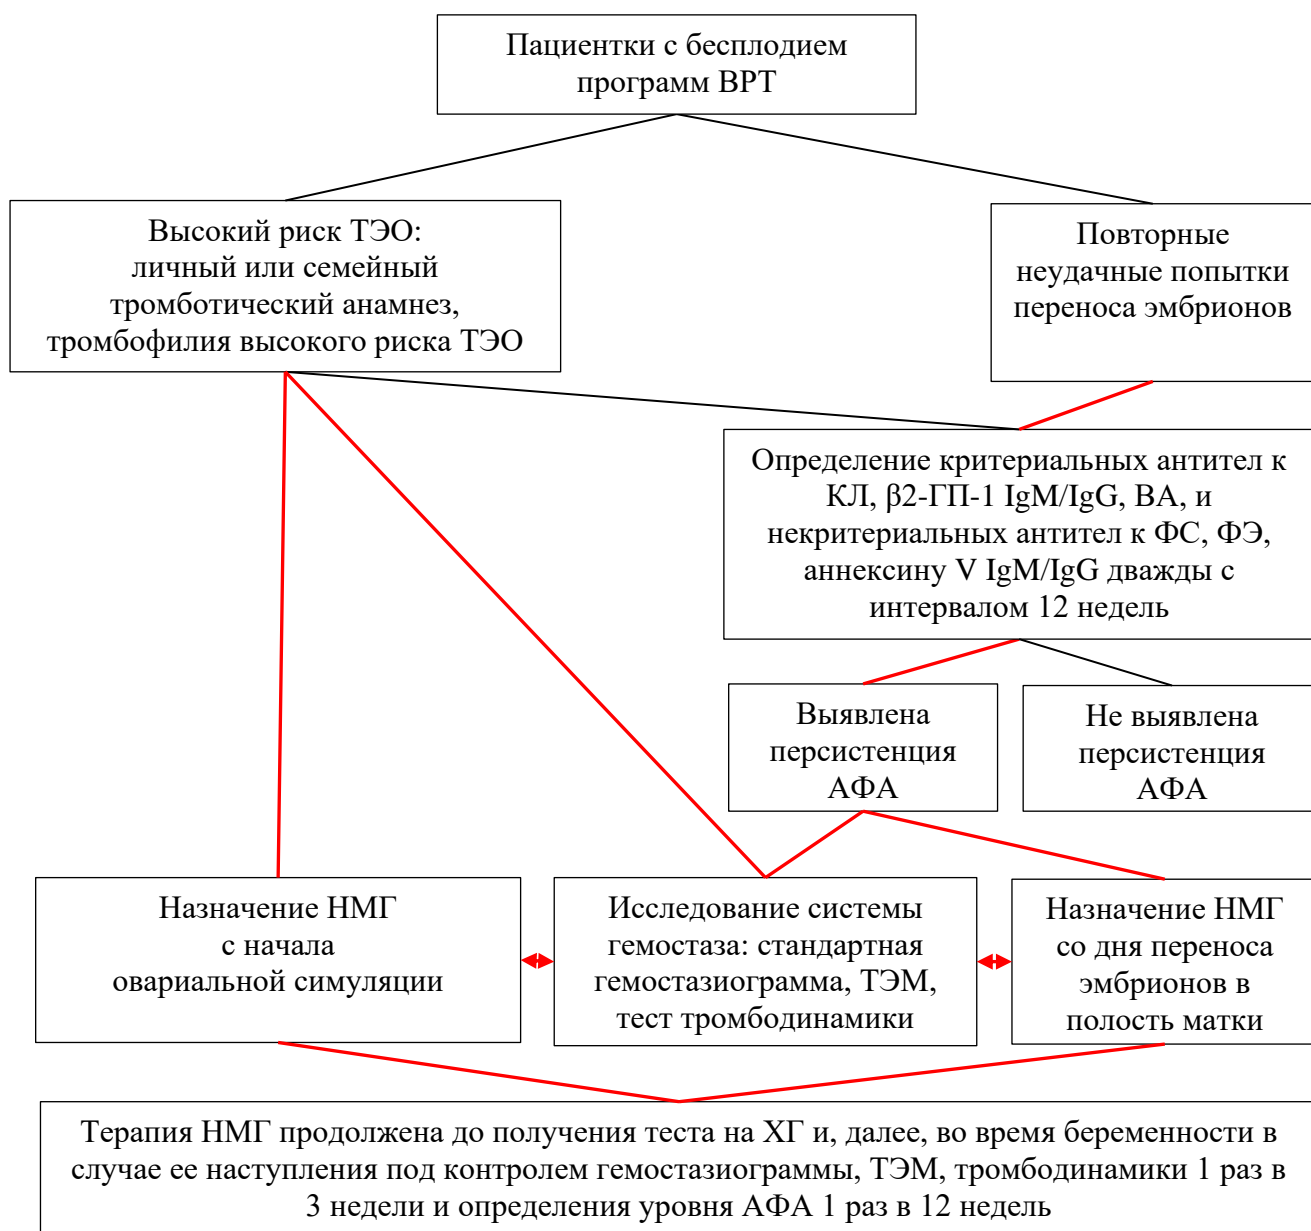 Пациентки с бесплодием
программ ВРТ
Высокий риск ТЭО:
личный или семейный
тромботический анамнез,
тромбофилия высокого риска ТЭО
Повторные
неудачные попытки
переноса эмбрионов
Определение критериальных антител к
КЛ, β2-ГП-1 IgM/IgG, ВА, и
некритериальных антител к ФС, ФЭ,
аннексину V IgM/IgG дважды с
интервалом 12 недель
Выявлена
персистенция
АФА
Не выявлена
персистенция
АФА
Назначение НМГ
с начала
овариальной симуляции
Исследование системы
гемостаза: стандартная
гемостазиограмма, ТЭМ,
тест тромбодинамики
Назначение НМГ
со дня переноса
эмбрионов в
полость матки
Терапия НМГ продолжена до получения теста на ХГ и, далее, во время беременности в
случае ее наступления под контролем гемостазиограммы, ТЭМ, тромбодинамики 1 раз в
3 недели и определения уровня АФА 1 раз в 12 недель